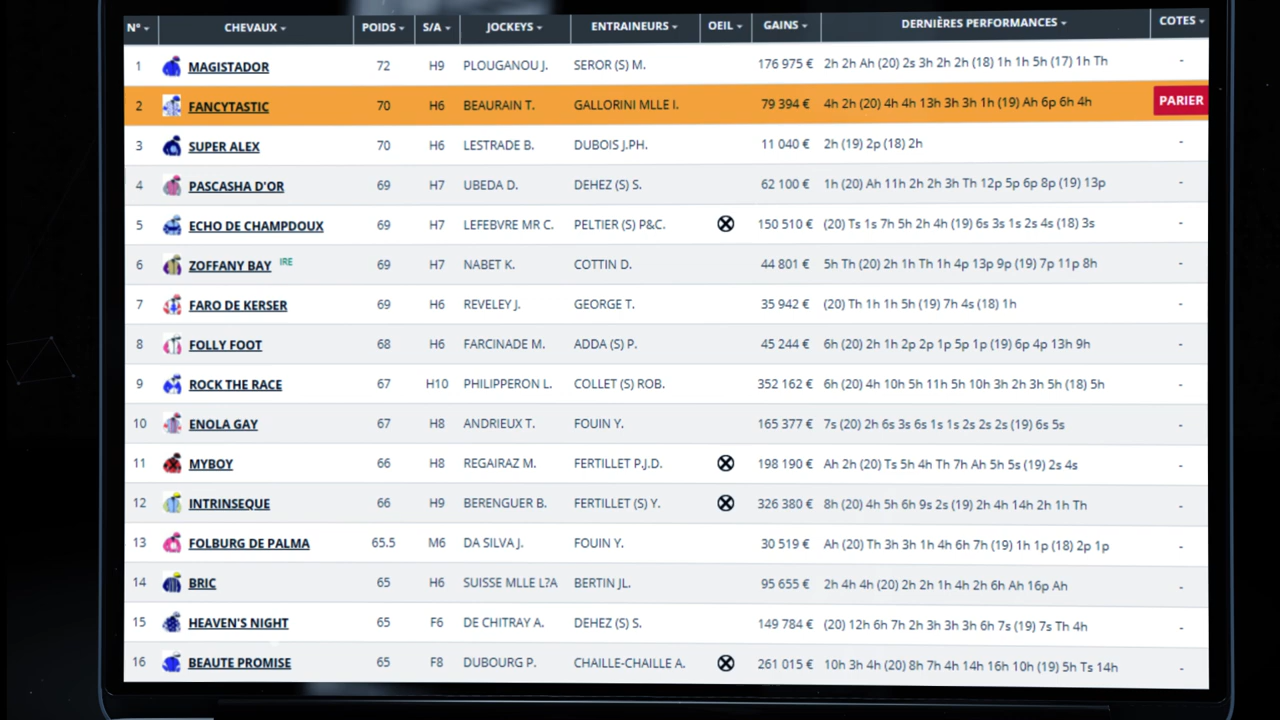 N° CHEVAUX POIDS S/A JOCKEYS ENTRAINEURS OEIL GAINS DERNIÈRES PERFORMANCES COTES
1 MAGISTADOR 72 H9 PLOUGANOU J. SEROR (S) M. 176 975 € 2h 2h Ah (20) 2s 3h 2h 2h (18) 1h 1h 5h (17) 1h Th -
2 FANCYTASTIC 70 H6 BEAURAIN T. GALLORINI MLLE I. 79 394 € 4h 2h (20) 4h 4h 13h 3h 3h 1h (19) Ah 6p 6h 4h PARIER
3 SUPER ALEX 70 H6 LESTRADE B. DUBOIS J.PH. 11 040 € 2h (19) 2p (18) 2h -
4 PASCASHA D'OR 69 H7 UBEDA D. DEHEZ (S) S. 62 100 € 1h (20) Ah 11h 2h 2h 3h Th 12p 5p 6p 8p (19) 13p -
5 ECHO DE CHAMPDOUX 69 H7 LEFEBVRE MR C. PELTIER (S) P&C. 150 510 € (20) Ts 1s 7h 5h 2h 4h (19) 6s 3s 1s 2s 4s (18) 3s -
6 ZOFFANY BAY IRE 69 H7 NABET K. COTTIN D. 44 801 € 5h Th (20) 2h 1h Th 1h 4p 13p 9p (19) 7p 11p 8h -
7 FARO DE KERSER 69 H6 REVELEY J. GEORGE T. 35 942 € (20) Th 1h 1h 5h (19) 7h 4s (18) 1h -
8 FOLLY FOOT 68 H6 FARCINADE M. ADDA (S) P. 45 244 € 6h (20) 2h 1h 2p 2p 1p 5p 1p (19) 6p 4p 13h 9h -
9 ROCK THE RACE 67 H10 PHILIPPERON L. COLLET (S) ROB. 352 162 € 6h (20) 4h 10h 5h 11h 5h 10h 3h 2h 3h 5h (18) 5h -
10 ENOLA GAY 67 H8 ANDRIEUX T. FOUIN Y. 165 377 € 7s (20) 2h 6s 3s 6s 1s 1s 2s 2s 2s (19) 6s 5s -
11 MYBOY 66 H8 REGAIRAZ M. FERTILLET P.J.D. 198 190 € Ah 2h (20) Ts 5h 4h Th 7h Ah 5h 5s (19) 2s 4s -
12 INTRINSEQUE 66 H9 BERENGUER B. FERTILLET (S) Y. 326 380 € 8h (20) 4h 5h 6h 9s 2s (19) 2h 4h 14h 2h 1h Th -
13 FOLBURG DE PALMA 65.5 M6 DA SILVA J. FOUIN Y. 30 519 € Ah (20) Th 3h 3h 1h 4h 6h 7h (19) 1h 1p (18) 2p 1p -
14 BRIC 65 H6 SUISSE MLLE L?A BERTIN JL. 95 655 € 2h 4h 4h (20) 2h 2h 1h 4h 2h 6h Ah 16p Ah -
15 HEAVEN'S NIGHT 65 F6 DE CHITRAY A. DEHEZ (S) S. 149 784 € (20) 12h 6h 7h 2h 3h 3h 3h 6h 7s (19) 7s Th 4h -
16 BEAUTE PROMISE 65 F8 DUBOURG P. CHAILLE-CHAILLE A. 261 015 € 10h 3h 4h (20) 8h 7h 4h 14h 16h 10h (19) 5h Ts 14h -